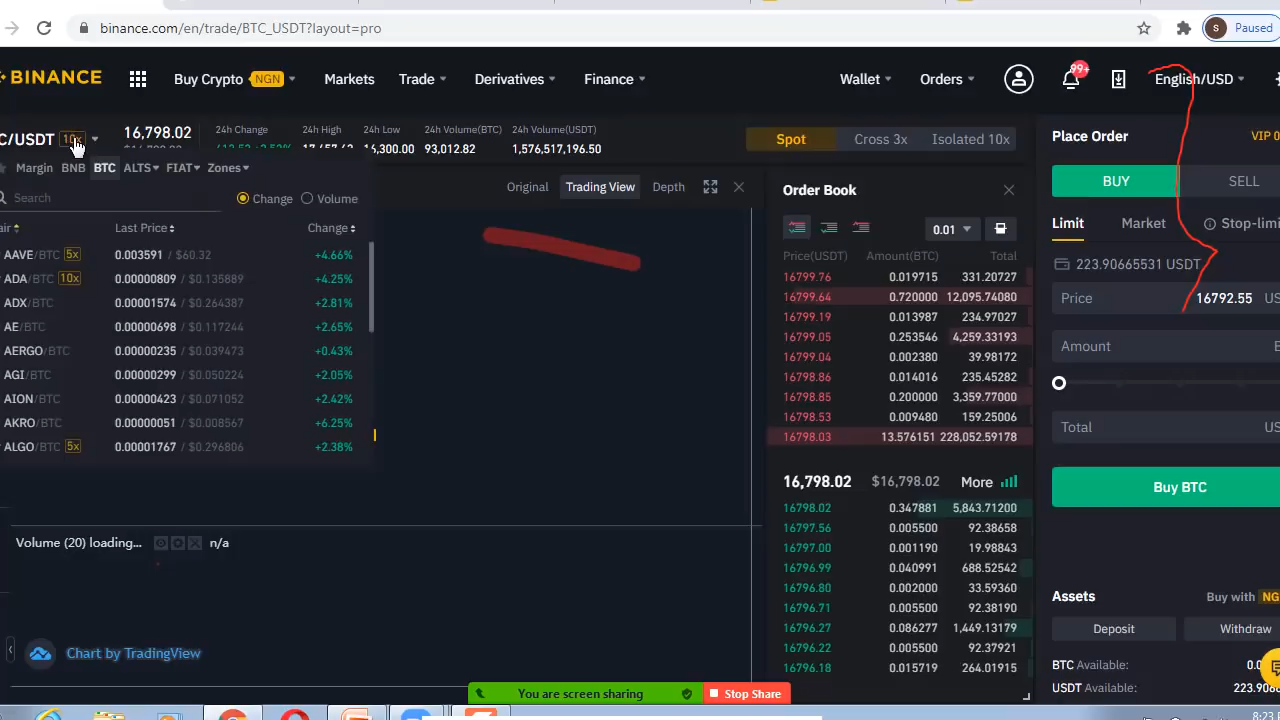 binance.com/en/trade/BTC_USDT?layout=pro
S Paused
BINANCE Buy Crypto NGN Markets Trade Derivatives Finance Wallet Orders 99+ English/USD
C/USDT 10x 16,798.02
24h Change 24h High 24h Low 24h Volume(BTC) 24h Volume(USDT)
16,300.00 93,012.82 1,576,517,196.50
Spot Cross 3x Isolated 10x
Margin BNB BTC ALTS FIAT Zones
Search Change Volume
air Last Price Change
AAVE/BTC 5x 0.003591 / $60.32 +4.66%
ADA/BTC 10x 0.00000809 / $0.135889 +4.25%
ADX/BTC 0.00001574 / $0.264387 +2.81%
AE/BTC 0.00000698 / $0.117244 +2.65%
AERGO/BTC 0.00000235 / $0.039473 +0.43%
AGI/BTC 0.00000299 / $0.050224 +2.05%
AION/BTC 0.00000423 / $0.071052 +2.42%
AKRO/BTC 0.00000051 / $0.008567 +6.25%
ALGO/BTC 5x 0.00001767 / $0.296806 +2.38%
Original Trading View Depth
Volume (20) loading... n/a
Chart by TradingView
Order Book
0.01
Price(USDT) Amount(BTC) Total
16799.76 0.019715 331.20727
16799.64 0.720000 12,095.74080
16799.19 0.013987 234.97027
16799.05 0.253546 4,259.33193
16799.04 0.002380 39.98172
16798.86 0.014016 235.45282
16798.85 0.200000 3,359.77000
16798.53 0.009480 159.25006
16798.03 13.576151 228,052.59178
16,798.02 $16,798.02 More
16798.02 0.347881 5,843.71200
16797.56 0.005500 92.38658
16797.00 0.001190 19.98843
16796.99 0.040991 688.52542
16796.80 0.002000 33.59360
16796.71 0.005500 92.38190
16796.27 0.086277 1,449.13179
16796.22 0.005500 92.37921
16796.18 0.015719 264.01915
Place Order VIP 0
BUY SELL
Limit Market Stop-limi
223.90665531 USDT
Price 16792.55 US
Amount B
Total US
Buy BTC
Assets Buy with NG
Deposit Withdraw
BTC Available: 0.0
USDT Available: 223.906
You are screen sharing Stop Share
8:23 P